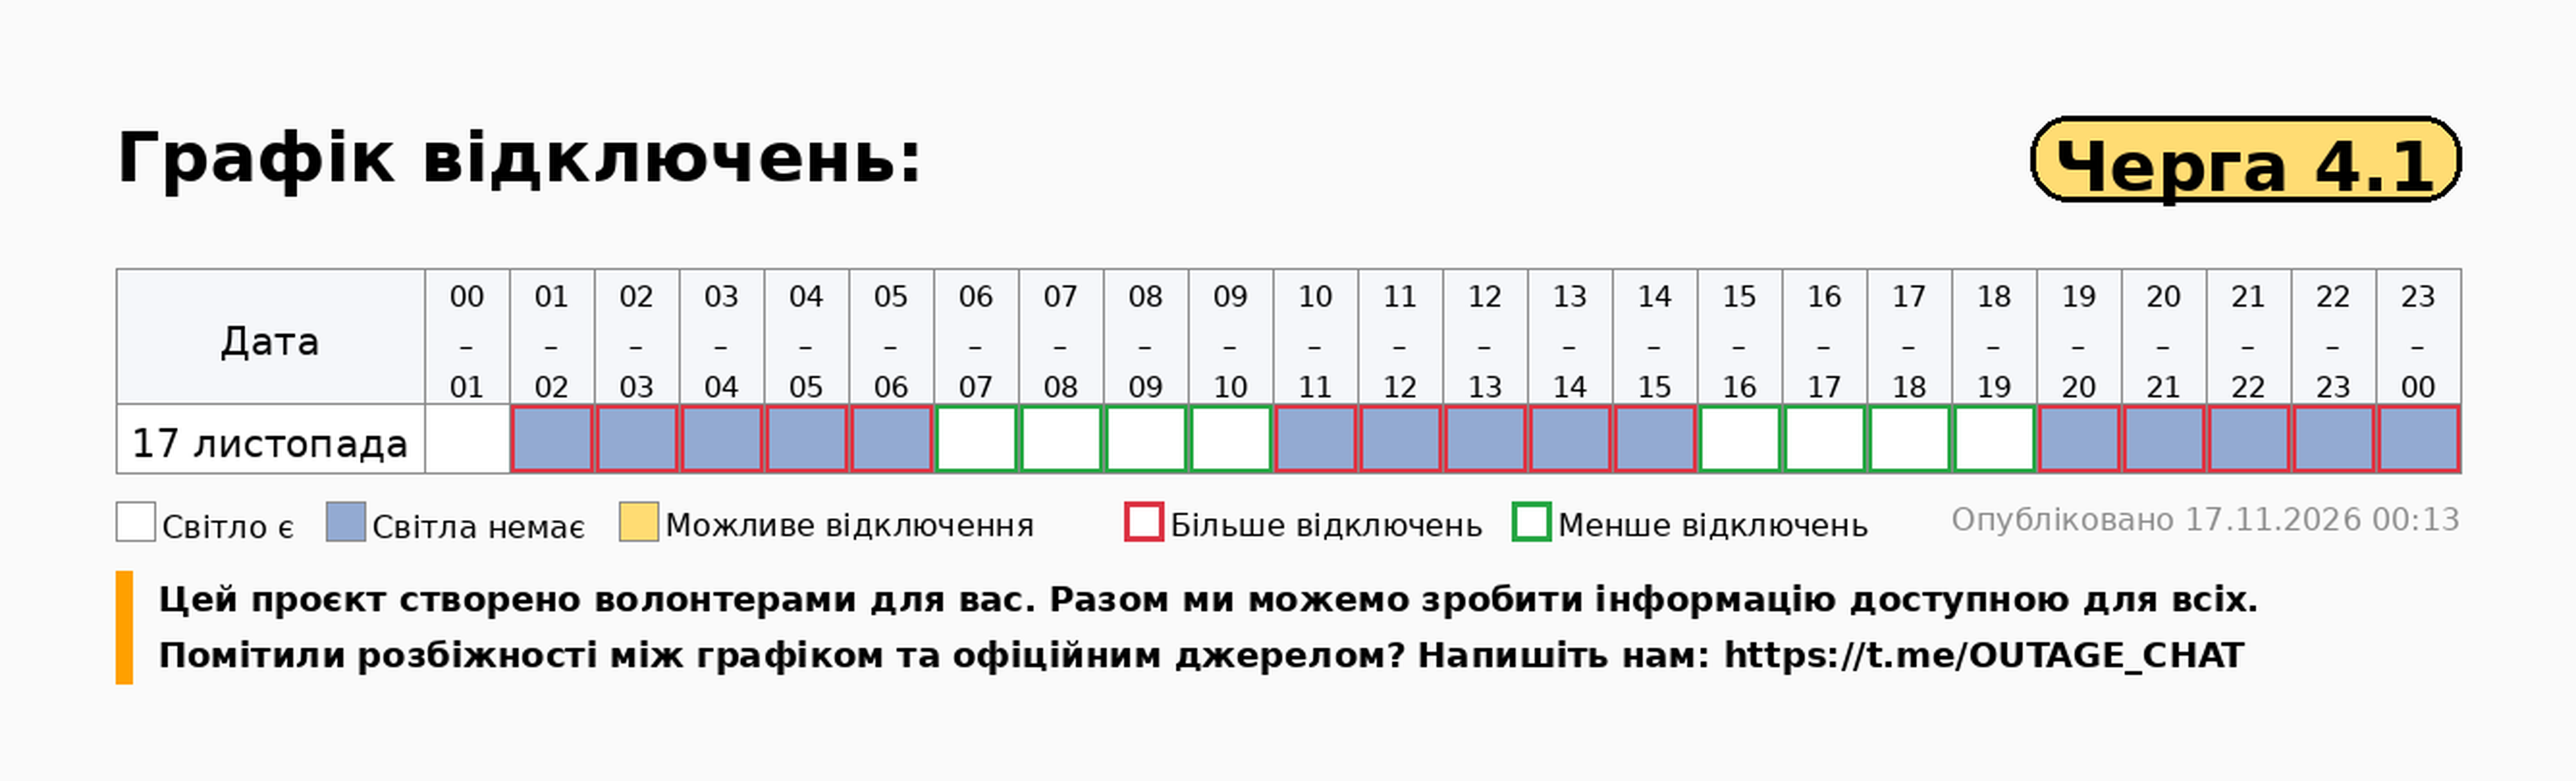 Графік відключень:
Черга 4.1
Дата
00 – 01
01 – 02
02 – 03
03 – 04
04 – 05
05 – 06
06 – 07
07 – 08
08 – 09
09 – 10
10 – 11
11 – 12
12 – 13
13 – 14
14 – 15
15 – 16
16 – 17
17 – 18
18 – 19
19 – 20
20 – 21
21 – 22
22 – 23
23 – 00
17 листопада
Світло є
Світла немає
Можливе відключення
Більше відключень
Менше відключень
Опубліковано 17.11.2026 00:13
Цей проєкт створено волонтерами для вас. Разом ми можемо зробити інформацію доступною для всіх.
Помітили розбіжності між графіком та офіційним джерелом? Напишіть нам: https://t.me/OUTAGE_CHAT